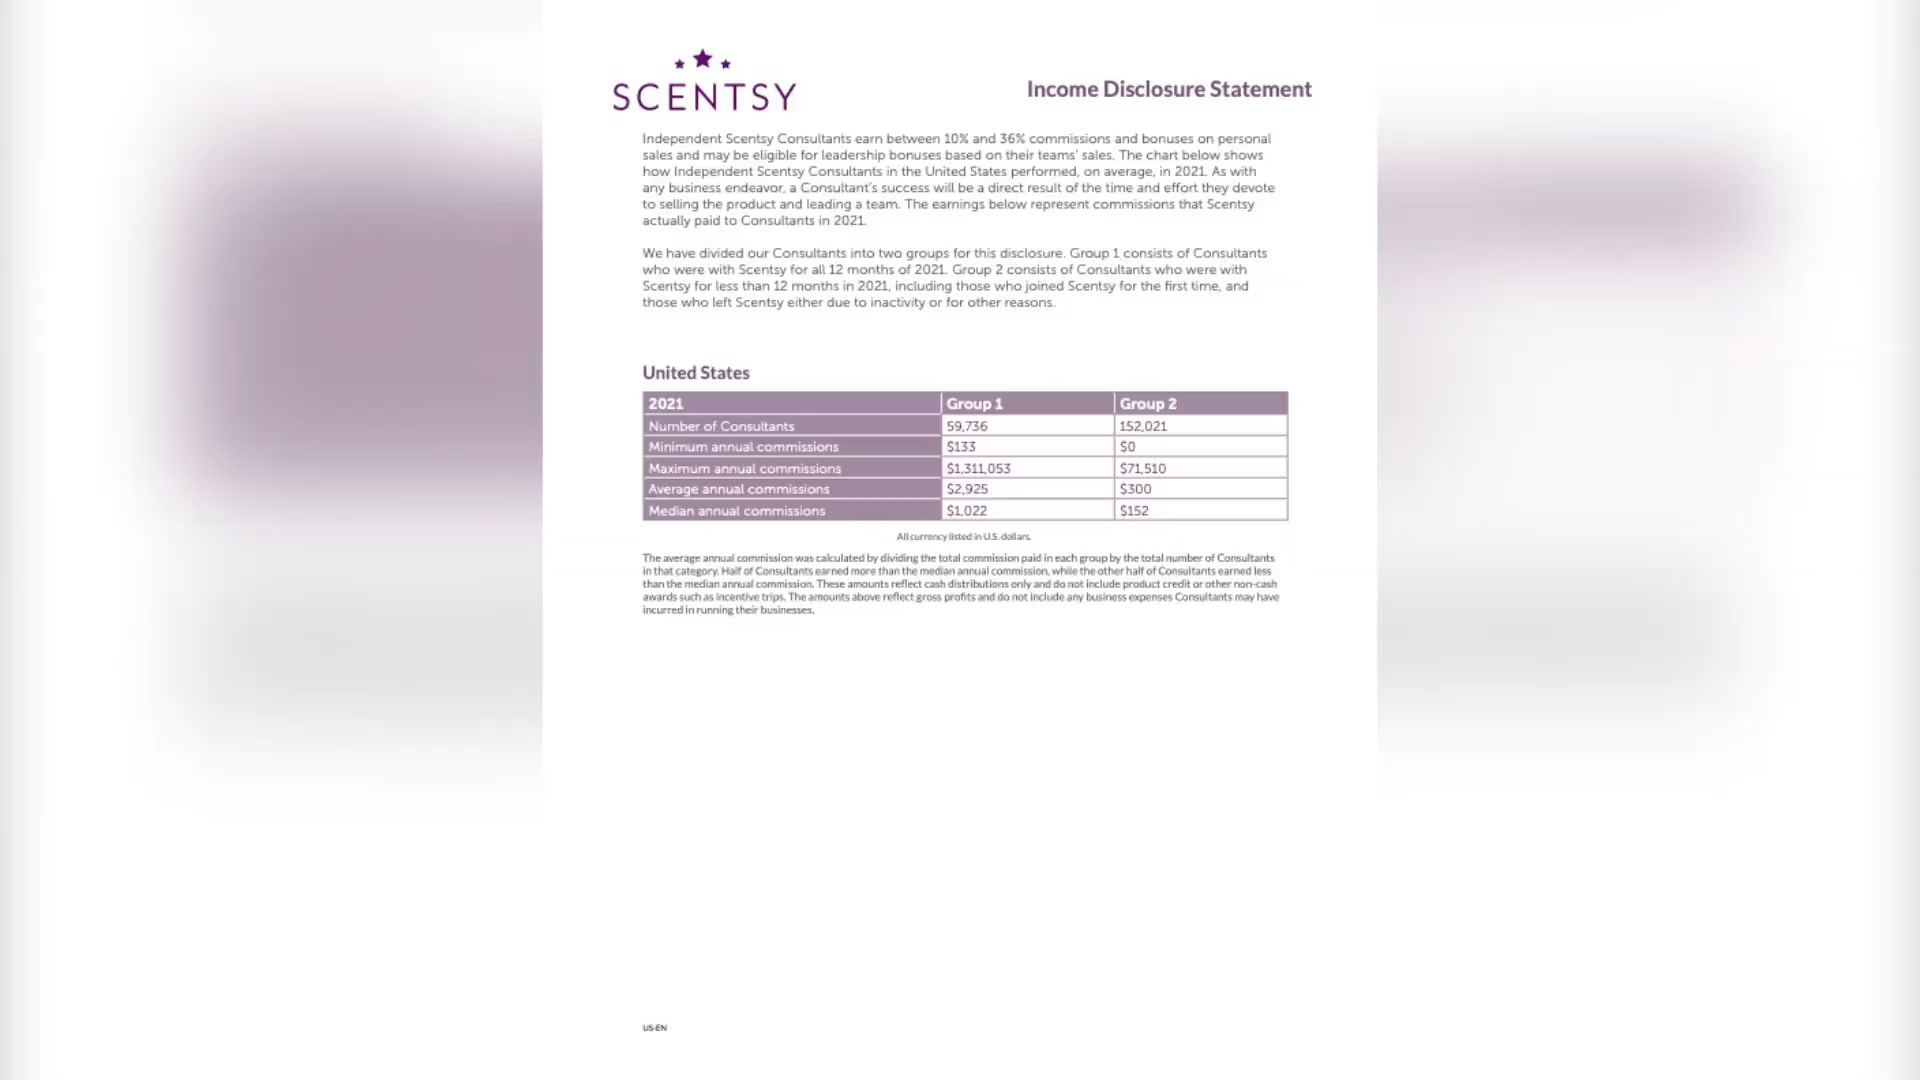 SCENTSY
Income Disclosure Statement
Independent Scentsy Consultants earn between 10% and 36% commissions and bonuses on personal
sales and may be eligible for leadership bonuses based on their teams' sales. The chart below shows
how Independent Scentsy Consultants in the United States performed, on average, in 2021. As with
any business endeavor, a Consultant's success will be a direct result of the time and effort they devote
to selling the product and leading a team. The earnings below represent commissions that Scentsy
actually paid to Consultants in 2021.
We have divided our Consultants into two groups for this disclosure. Group 1 consists of Consultants
who were with Scentsy for all 12 months of 2021. Group 2 consists of Consultants who were with
Scentsy for less than 12 months in 2021, including those who joined Scentsy for the first time, and
those who left Scentsy either due to inactivity or for other reasons.
United States
2021 Group 1 Group 2
Number of Consultants 59,736 152,021
Minimum annual commissions $133 $0
Maximum annual commissions $1,311,053 $71,510
Average annual commissions $2,925 $300
Median annual commissions $1,022 $152
All currency listed in U.S. dollars.
The average annual commission was calculated by dividing the total commission paid in each group by the total number of Consultants
in that category. Half of Consultants earned more than the median annual commission, while the other half of Consultants earned less
than the median annual commission. These amounts reflect cash distributions only and do not include product credit or other non-cash
awards such as incentive trips. The amounts above reflect gross profits and do not include any business expenses Consultants may have
incurred in running their businesses.
US-EN